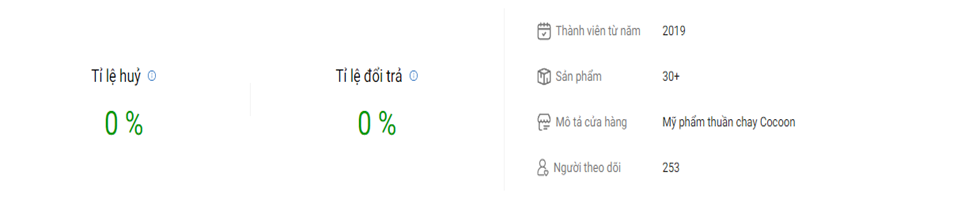 Tỉ lệ huỷ
0 %
Tỉ lệ đổi trả
0 %
Thành viên từ năm 2019
Sản phẩm 30+
Mô tả cửa hàng Mỹ phẩm thuần chay Cocoon
Người theo dõi 253